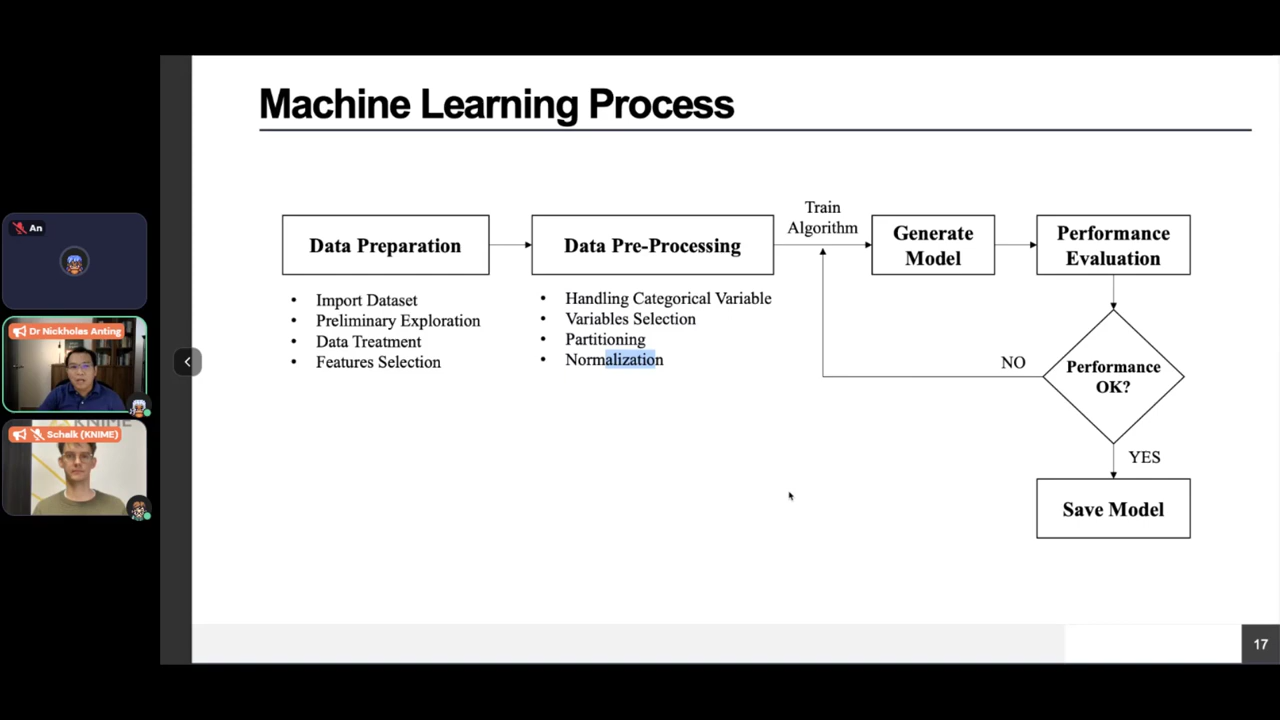 Machine Learning Process
An
Dr Nickholas Anting
KNIME
Schalk (KNIME)
Data Preparation
• Import Dataset
• Preliminary Exploration
• Data Treatment
• Features Selection
Data Pre-Processing
• Handling Categorical Variable
• Variables Selection
• Partitioning
• Normalization
Train
Algorithm
Generate
Model
Performance
Evaluation
Performance
OK?
NO
YES
Save Model
17